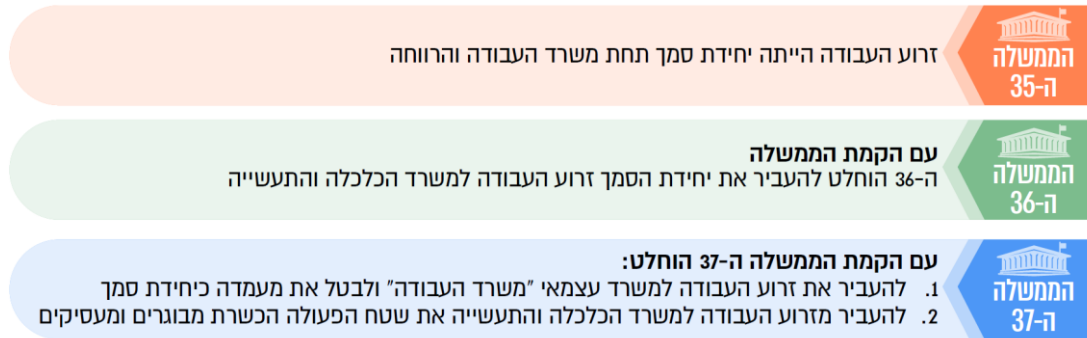 הממשלה
ה-35
זרוע העבודה הייתה יחידת סמך תחת משרד העבודה והרווחה
הממשלה
ה-36
עם הקמת הממשלה
ה-36 הוחלט להעביר את יחידת הסמך זרוע העבודה למשרד הכלכלה והתעשייה
הממשלה
ה-37
עם הקמת הממשלה ה-37 הוחלט:
1. להעביר את זרוע העבודה למשרד עצמאי "משרד העבודה" ולבטל את מעמדה כיחידת סמך
2. להעביר מזרוע העבודה למשרד הכלכלה והתעשייה את שטח הפעולה הכשרת מבוגרים ומעסיקים